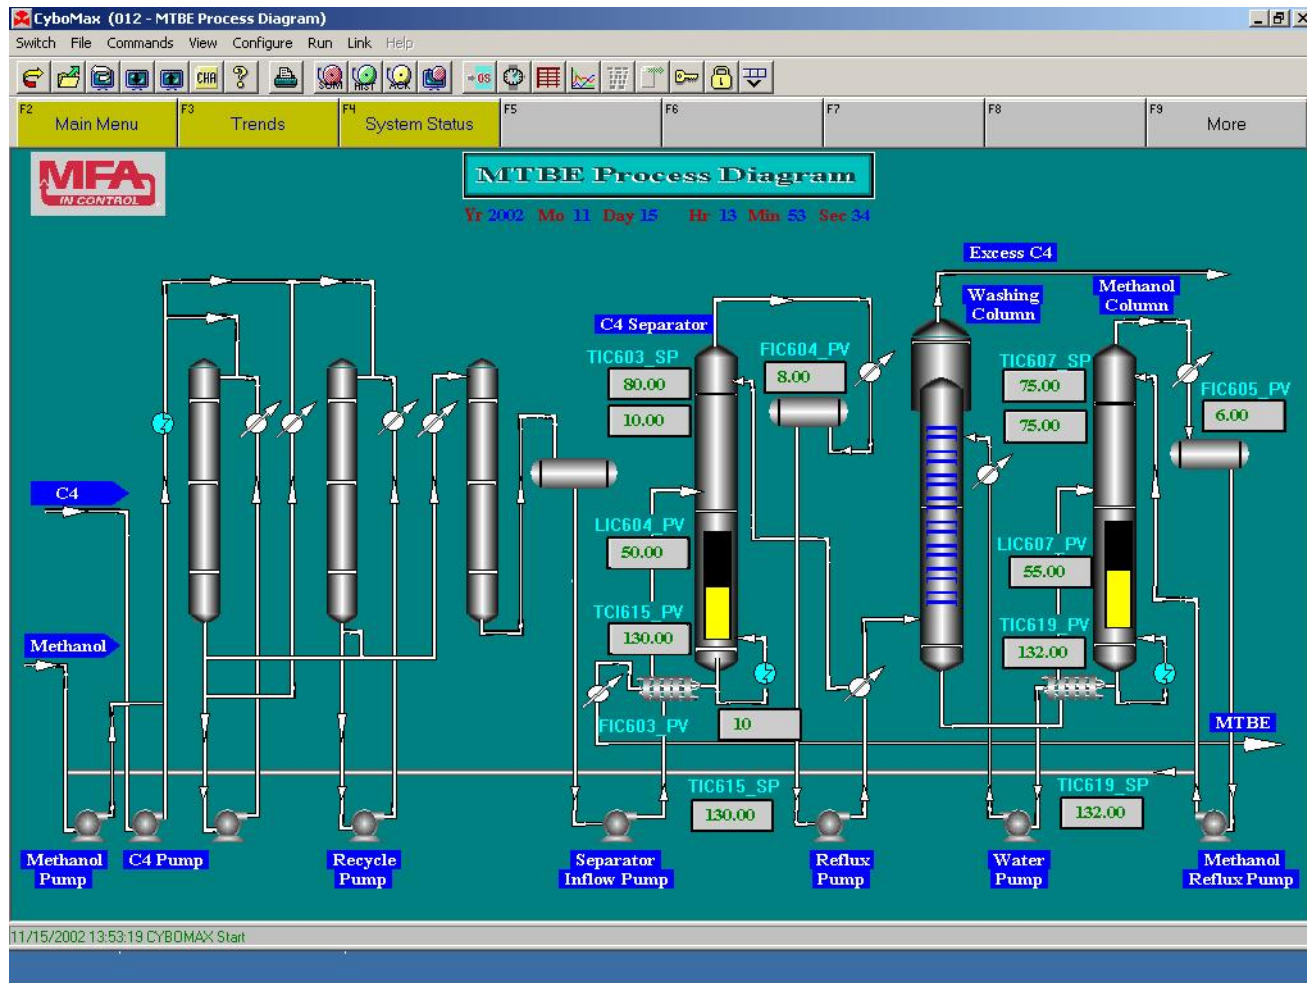 CyboMax (012 - MTBE Process Diagram)
Switch File Commands View Configure Run Link Help
CHA ? SUM HIST ACK →OS
F2 Main Menu F3 Trends F4 System Status F5 F6 F7 F8 F9 More
MFA
IN CONTROL
MTBE Process Diagram
Yr 2002 Mo 11 Day 15 Hr 13 Min 53 Sec 34
Excess C4
Washing
Column
Methanol
Column
C4 Separator
TIC603_SP
80.00
10.00
FIC604_PV
8.00
TIC607_SP
75.00
75.00
FIC605_PV
6.00
C4
LIC604_PV
50.00
LIC607_PV
55.00
TCI615_PV
130.00
TIC619_PV
132.00
Methanol
FIC603_PV
10
MTBE
TIC615_SP
130.00
TIC619_SP
132.00
Methanol
Pump
C4 Pump
Recycle
Pump
Separator
Inflow Pump
Reflux
Pump
Water
Pump
Methanol
Reflux Pump
11/15/2002 13:53:19 CYBOMAX Start